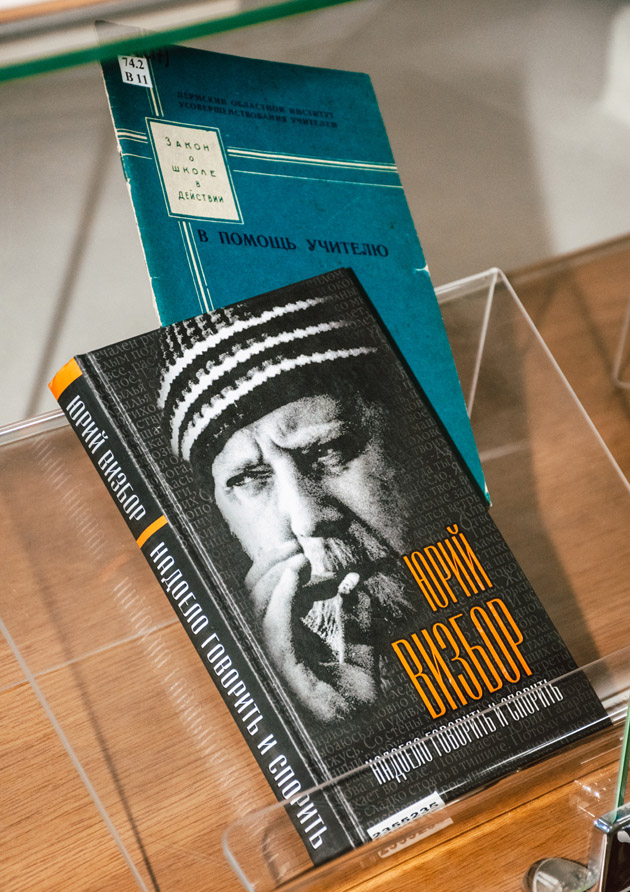 74.2
В 11
ПЕРМСКИЙ ОБЛАСТНОЙ ИНСТИТУТ
УСОВЕРШЕНСТВОВАНИЯ УЧИТЕЛЕЙ
ЗАКОН
О
ШКОЛЕ
В
ДЕЙСТВИИ
В ПОМОЩЬ УЧИТЕЛЮ
ЮРИЙ ВИЗБОР
НАДОЕЛО ГОВОРИТЬ И СПОРИТЬ
ЮРИЙ
ВИЗБОР
НАДОЕЛО ГОВОРИТЬ И СПОРИТЬ
2355235